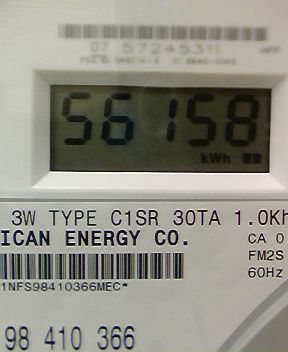 07 57245311
56158
kWh
3W TYPE C1SR 30TA 1.0Kh
ICAN ENERGY CO.
CA 0
FM2S
60Hz
1NFS98410366MEC*
98 410 366